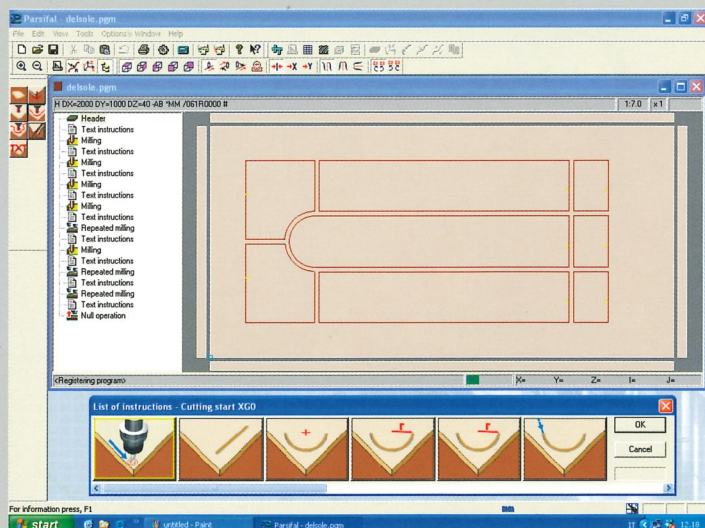 Parsifal - delsole.pgm
File Edit View Tools Options Window Help
delsole.pgm
H DX=2000 DY=1000 DZ=40 -AB *MM /061R0000 #
1:7.0 x 1
Header
Text instructions
Milling
Text instructions
Milling
Text instructions
Milling
Text instructions
Milling
Text instructions
Repeated milling
Text instructions
Milling
Text instructions
Repeated milling
Text instructions
Repeated milling
Text instructions
Null operation
TXT
<Registering program>
X= Y= Z= I= J=
List of instructions - Cutting start XG0
r r
OK
Cancel
For information press, F1
start untitled - Paint Parsifal - delsole.pgm IT 12.18